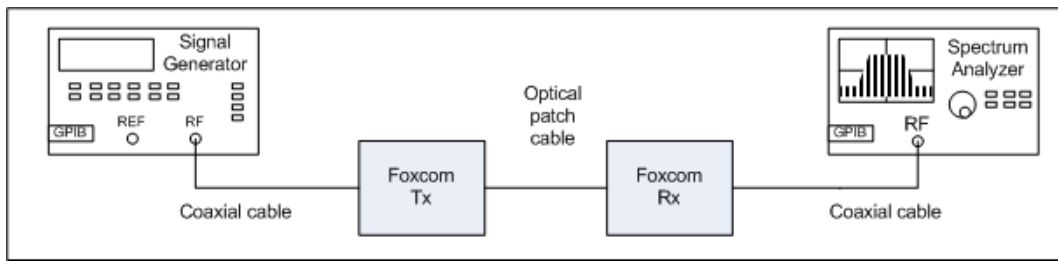 Signal
Generator
REF
RF
GPIB
Coaxial cable
Foxcom
Tx
Optical
patch
cable
Foxcom
Rx
Spectrum
Analyzer
GPIB
RF
Coaxial cable